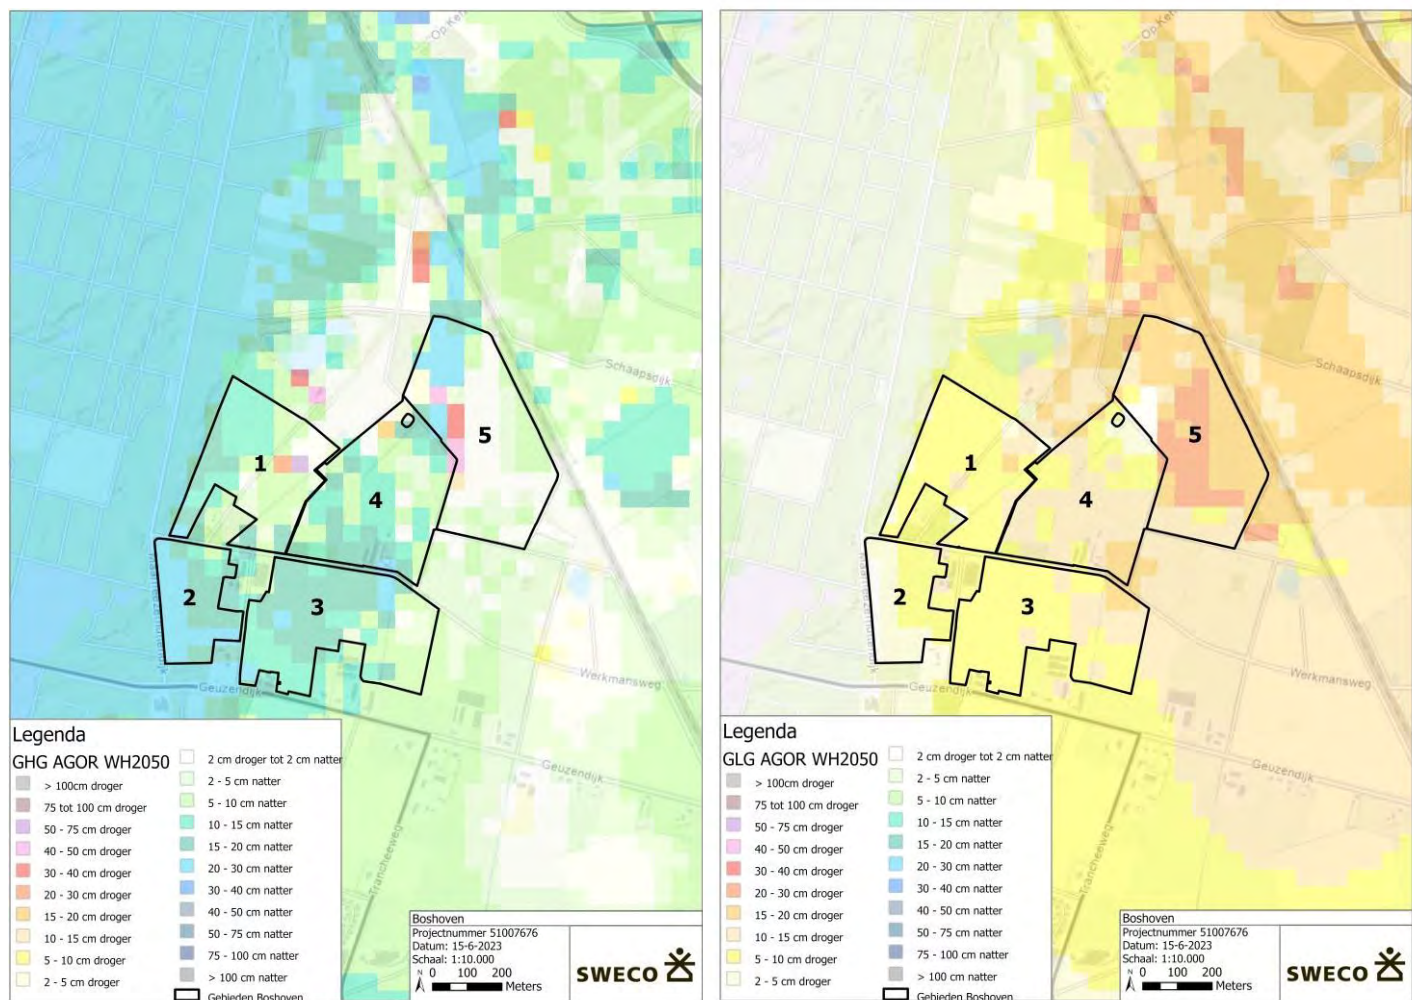 Op Ken
Schaapsdijk
1
5
4
2
3
Werkmansweg
Geuzendijk
Geuzendijk
Trancheeweg
Legenda
GHG AGOR WH2050
> 100cm droger
75 tot 100 cm droger
50 - 75 cm droger
40 - 50 cm droger
30 - 40 cm droger
20 - 30 cm droger
15 - 20 cm droger
10 - 15 cm droger
5 - 10 cm droger
2 - 5 cm droger
2 cm droger tot 2 cm natter
2 - 5 cm natter
5 - 10 cm natter
10 - 15 cm natter
15 - 20 cm natter
20 - 30 cm natter
30 - 40 cm natter
40 - 50 cm natter
50 - 75 cm natter
75 - 100 cm natter
> 100 cm natter
Gebieden Boshoven
Boshoven
Projectnummer 51007676
Datum: 15-6-2023
Schaal: 1:10.000
N 0 100 200
Meters
SWECO
Op Ken
Schaapsdijk
1
5
4
2
3
Werkmansweg
Geuzendijk
Geuzendijk
Trancheeweg
Legenda
GLG AGOR WH2050
> 100cm droger
75 tot 100 cm droger
50 - 75 cm droger
40 - 50 cm droger
30 - 40 cm droger
20 - 30 cm droger
15 - 20 cm droger
10 - 15 cm droger
5 - 10 cm droger
2 - 5 cm droger
2 cm droger tot 2 cm natter
2 - 5 cm natter
5 - 10 cm natter
10 - 15 cm natter
15 - 20 cm natter
20 - 30 cm natter
30 - 40 cm natter
40 - 50 cm natter
50 - 75 cm natter
75 - 100 cm natter
> 100 cm natter
Gebieden Boshoven
Boshoven
Projectnummer 51007676
Datum: 15-6-2023
Schaal: 1:10.000
N 0 100 200
Meters
SWECO